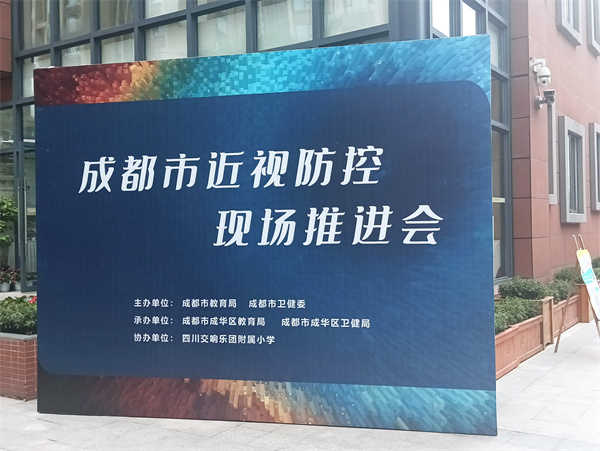 成都市近视防控
现场推进会
主办单位： 成都市教育局 成都市卫健委
承办单位： 成都市成华区教育局 成都市成华区卫健局
协办单位： 四川交响乐团附属小学